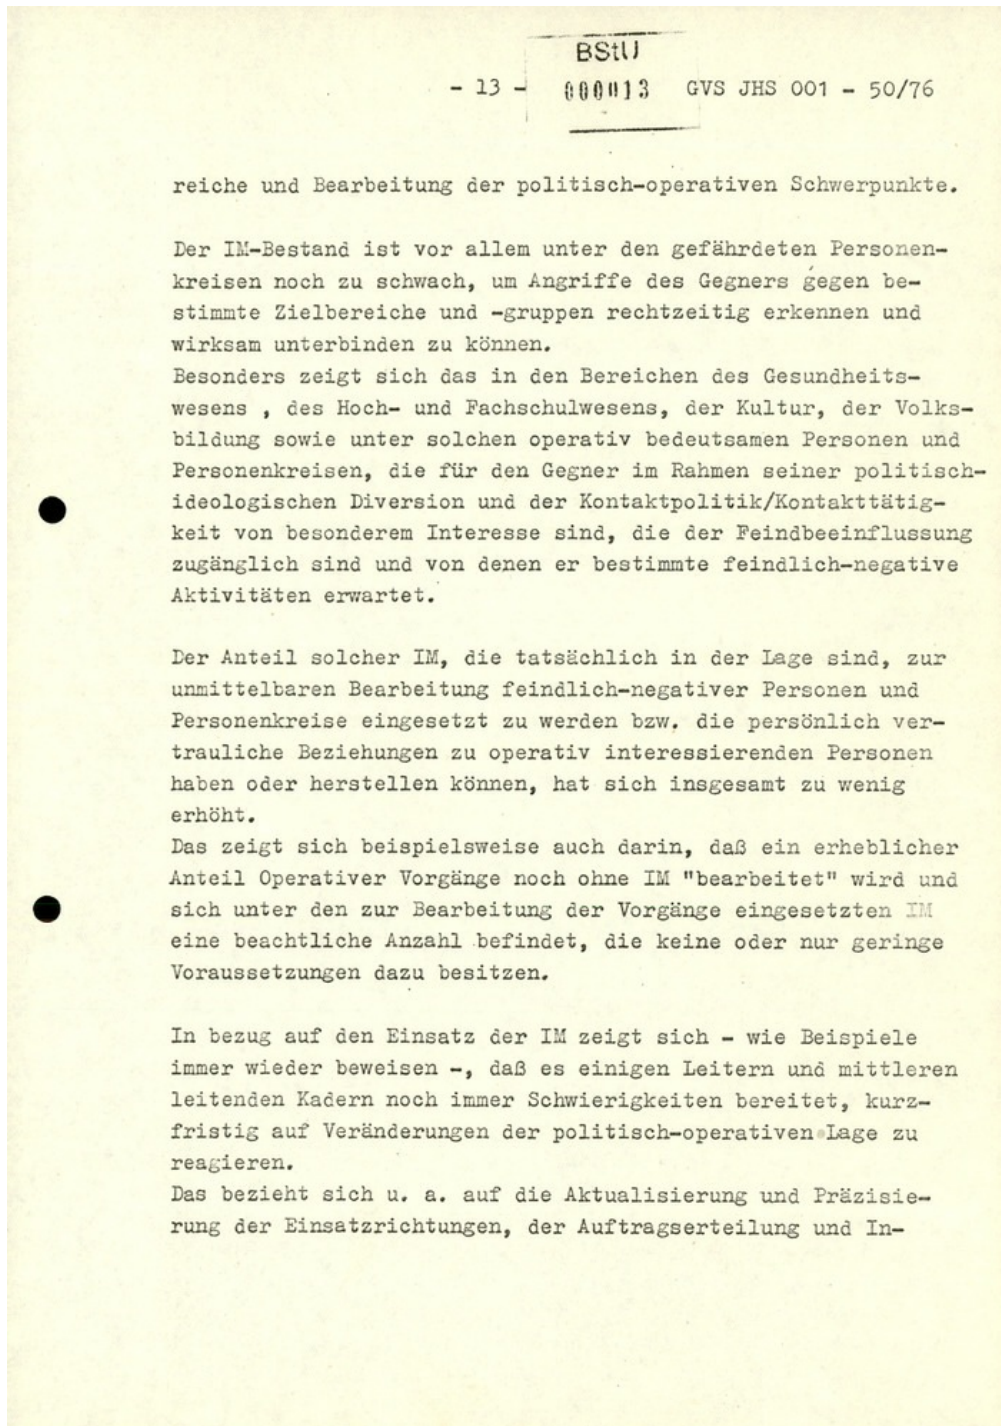 BStU
- 13 - 000013 GVS JHS 001 - 50/76
reiche und Bearbeitung der politisch-operativen Schwerpunkte.
Der IM-Bestand ist vor allem unter den gefährdeten Personen-
kreisen noch zu schwach, um Angriffe des Gegners gegen be-
stimmte Zielbereiche und -gruppen rechtzeitig erkennen und
wirksam unterbinden zu können.
Besonders zeigt sich das in den Bereichen des Gesundheits-
wesens , des Hoch- und Fachschulwesens, der Kultur, der Volks-
bildung sowie unter solchen operativ bedeutsamen Personen und
Personenkreisen, die für den Gegner im Rahmen seiner politisch-
ideologischen Diversion und der Kontaktpolitik/Kontakttätig-
keit von besonderem Interesse sind, die der Feindbeeinflussung
zugänglich sind und von denen er bestimmte feindlich-negative
Aktivitäten erwartet.
Der Anteil solcher IM, die tatsächlich in der Lage sind, zur
unmittelbaren Bearbeitung feindlich-negativer Personen und
Personenkreise eingesetzt zu werden bzw. die persönlich ver-
trauliche Beziehungen zu operativ interessierenden Personen
haben oder herstellen können, hat sich insgesamt zu wenig
erhöht.
Das zeigt sich beispielsweise auch darin, daß ein erheblicher
Anteil Operativer Vorgänge noch ohne IM "bearbeitet" wird und
sich unter den zur Bearbeitung der Vorgänge eingesetzten IM
eine beachtliche Anzahl befindet, die keine oder nur geringe
Voraussetzungen dazu besitzen.
In bezug auf den Einsatz der IM zeigt sich - wie Beispiele
immer wieder beweisen -, daß es einigen Leitern und mittleren
leitenden Kadern noch immer Schwierigkeiten bereitet, kurz-
fristig auf Veränderungen der politisch-operativen Lage zu
reagieren.
Das bezieht sich u. a. auf die Aktualisierung und Präzisie-
rung der Einsatzrichtungen, der Auftragserteilung und In-